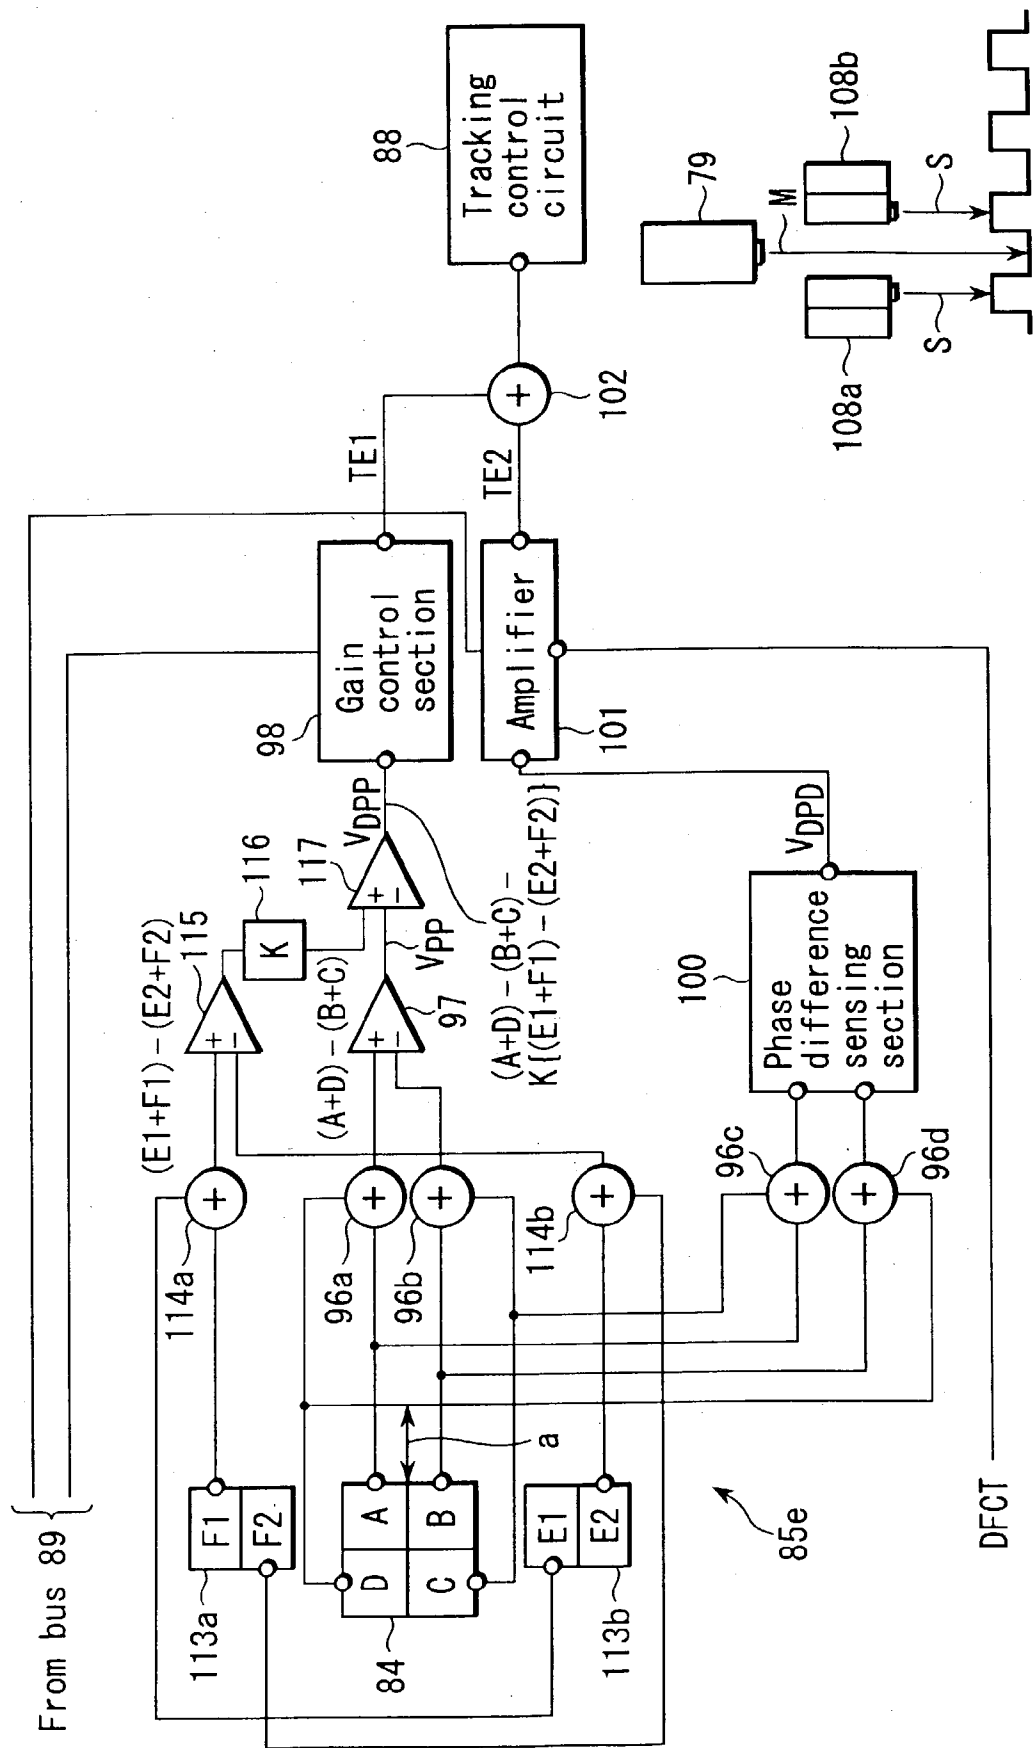 From bus 89
113a
F1
F2
114a
(E1+F1)-(E2+F2)
115
+
−
K
116
117
+
−
VDPP
98
Gain
control
section
TE1
88
Tracking
control
circuit
84
D
A
C
B
a
96a
+
96b
+
(A+D)-(B+C)
+
−
97
VPP
(A+D)-(B+C)-
K{(E1+F1)-(E2+F2)}
Amplifier
101
TE2
+
102
113b
E1
E2
114b
+
+
96c
+
96d
+
100
Phase
difference
sensing
section
VDPD
85e
DFCT
79
M
108a
108b
S
S